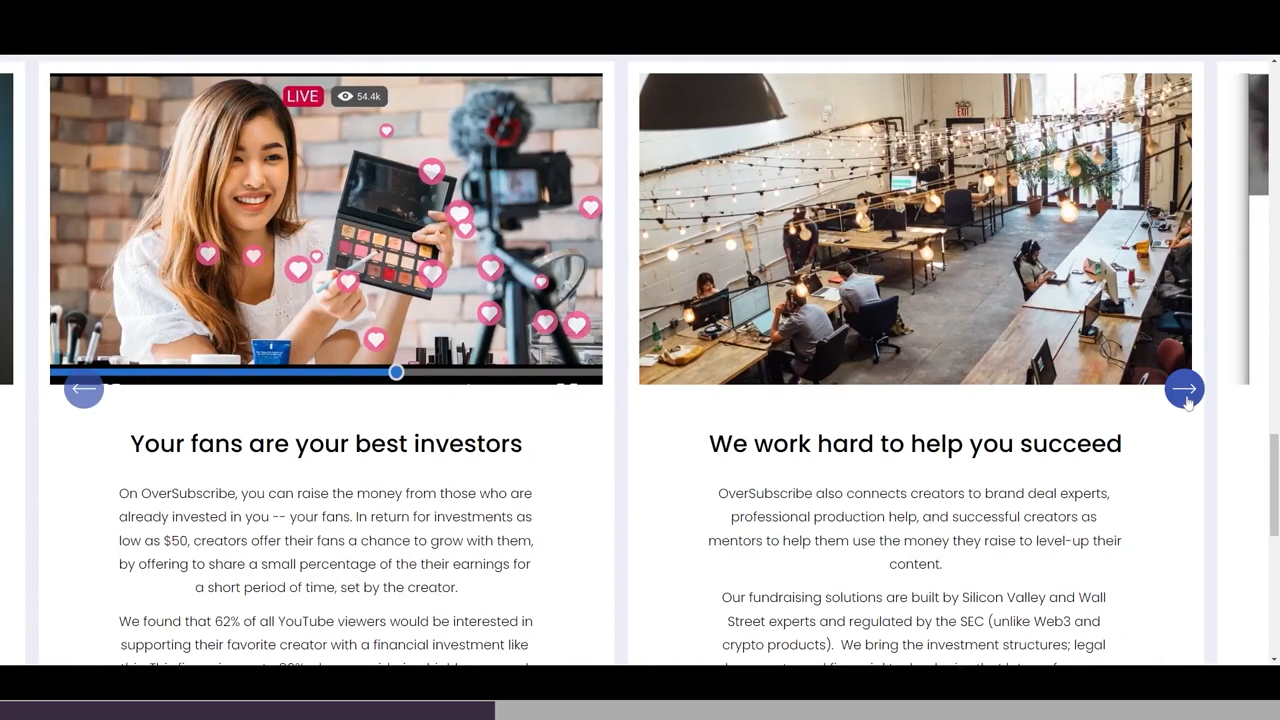 LIVE
54.4k
EXIT
Your fans are your best investors
On OverSubscribe, you can raise the money from those who are
already invested in you -- your fans. In return for investments as
low as $50, creators offer their fans a chance to grow with them,
by offering to share a small percentage of the their earnings for
a short period of time, set by the creator.
We found that 62% of all YouTube viewers would be interested in
supporting their favorite creator with a financial investment like
We work hard to help you succeed
OverSubscribe also connects creators to brand deal experts,
professional production help, and successful creators as
mentors to help them use the money they raise to level-up their
content.
Our fundraising solutions are built by Silicon Valley and Wall
Street experts and regulated by the SEC (unlike Web3 and
crypto products). We bring the investment structures; legal